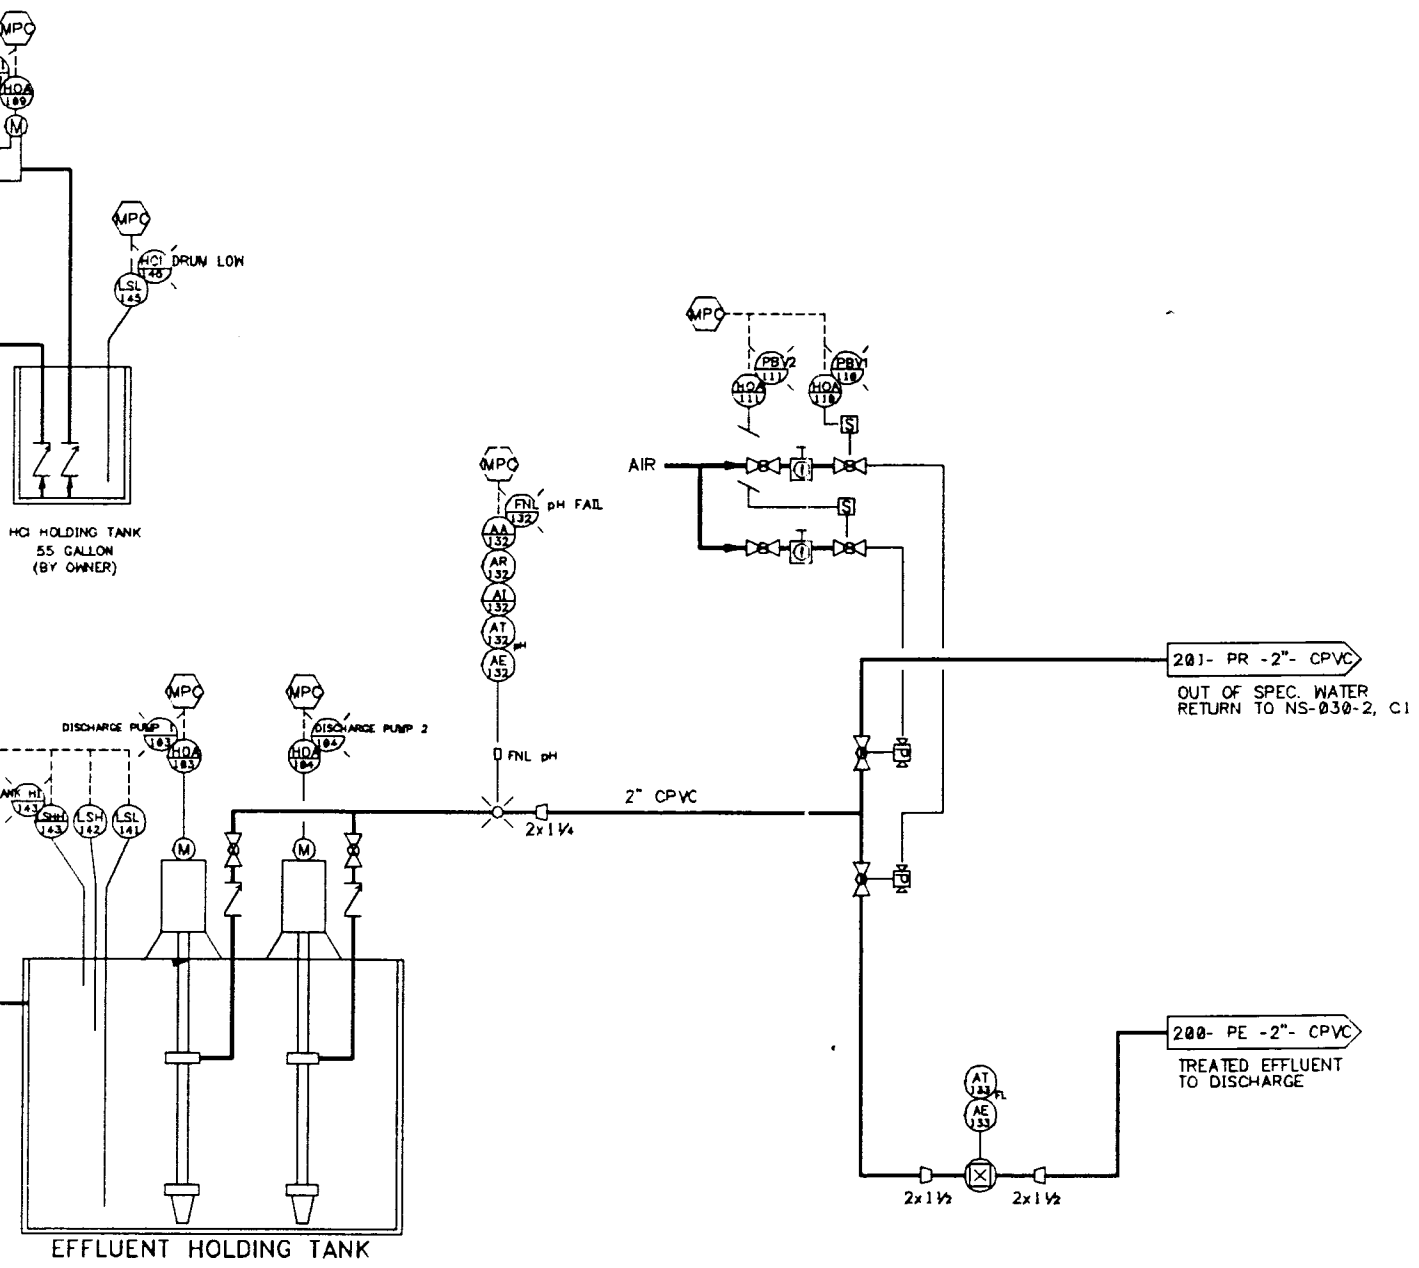 MPC
HOA
109
M
MPC
HCl DRUM LOW
146
LSL
145
HCl HOLDING TANK
55 GALLON
(BY OWNER)
MPC
PBV2
111
PBV1
110
HOA
111
HOA
110
S
AIR
S
MPC
FNL pH FAIL
132
AA
132
AR
132
AI
132
AT
132
pH
AE
132
FNL pH
201- PR -2"- CPVC
OUT OF SPEC. WATER
RETURN TO NS-030-2, C1
MPC
MPC
DISCHARGE PUMP 1
103
DISCHARGE PUMP 2
104
HOA
103
HOA
104
ANK HI
143
LSHH
143
LSH
142
LSL
141
M
M
2" CPVC
2x1¼
200- PE -2"- CPVC
TREATED EFFLUENT
TO DISCHARGE
AT
133
FL
AE
133
2x1½
2x1½
EFFLUENT HOLDING TANK